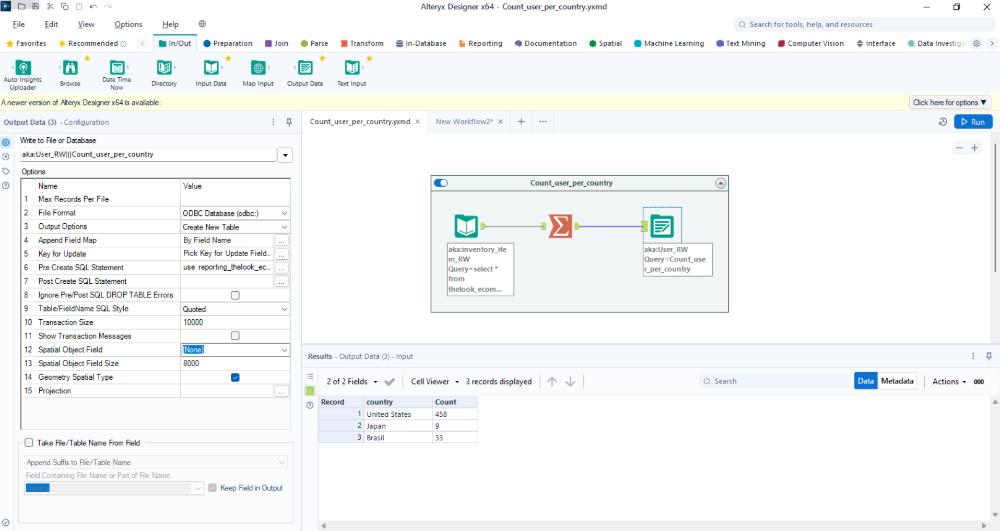 Alteryx Designer x64 - Count_user_per_country.yxmd
File Edit View Options Help
Search for tools, help, and resources
Favorites Recommended In/Out Preparation Join Parse Transform In-Database Reporting Documentation Spatial Machine Learning Text Mining Computer Vision Interface Data Investiga
Auto Insights Uploader
Browse
Date Time Now
Directory
Input Data
Map Input
Output Data
Text Input
A newer version of Alteryx Designer x64 is available:
Click here for options ▼
Output Data (3) - Configuration
Write to File or Database
aka:User_RW|||Count_user_per_country
Options
Name Value
1 Max Records Per File
2 File Format ODBC Database (odbc:)
3 Output Options Create New Table
4 Append Field Map By Field Name ...
5 Key for Update Pick Key for Update Field... ...
6 Pre Create SQL Statement use reporting_thelook_ec... ...
7 Post Create SQL Statement ...
8 Ignore Pre/Post SQL DROP TABLE Errors
9 Table/FieldName SQL Style Quoted
10 Transaction Size 10000
11 Show Transaction Messages
12 Spatial Object Field [None]
13 Spatial Object Field Size 8000
14 Geometry Spatial Type
15 Projection ...
Take File/Table Name From Field
Append Suffix to File/Table Name
Field Containing File Name or Part of File Name
country
Keep Field in Output
Count_user_per_country.yxmd New Workflow2*
Run
Count_user_per_country
aka:inventory_ite
m_RW
Query=select *
from
thelook_ecom...
aka:User_RW
Query=Count_use
r_per_country
Results - Output Data (3) - Input
2 of 2 Fields Cell Viewer 3 records displayed Search Data Metadata Actions 000
Record country Count
1 United States 458
2 Japan 9
3 Brasil 33